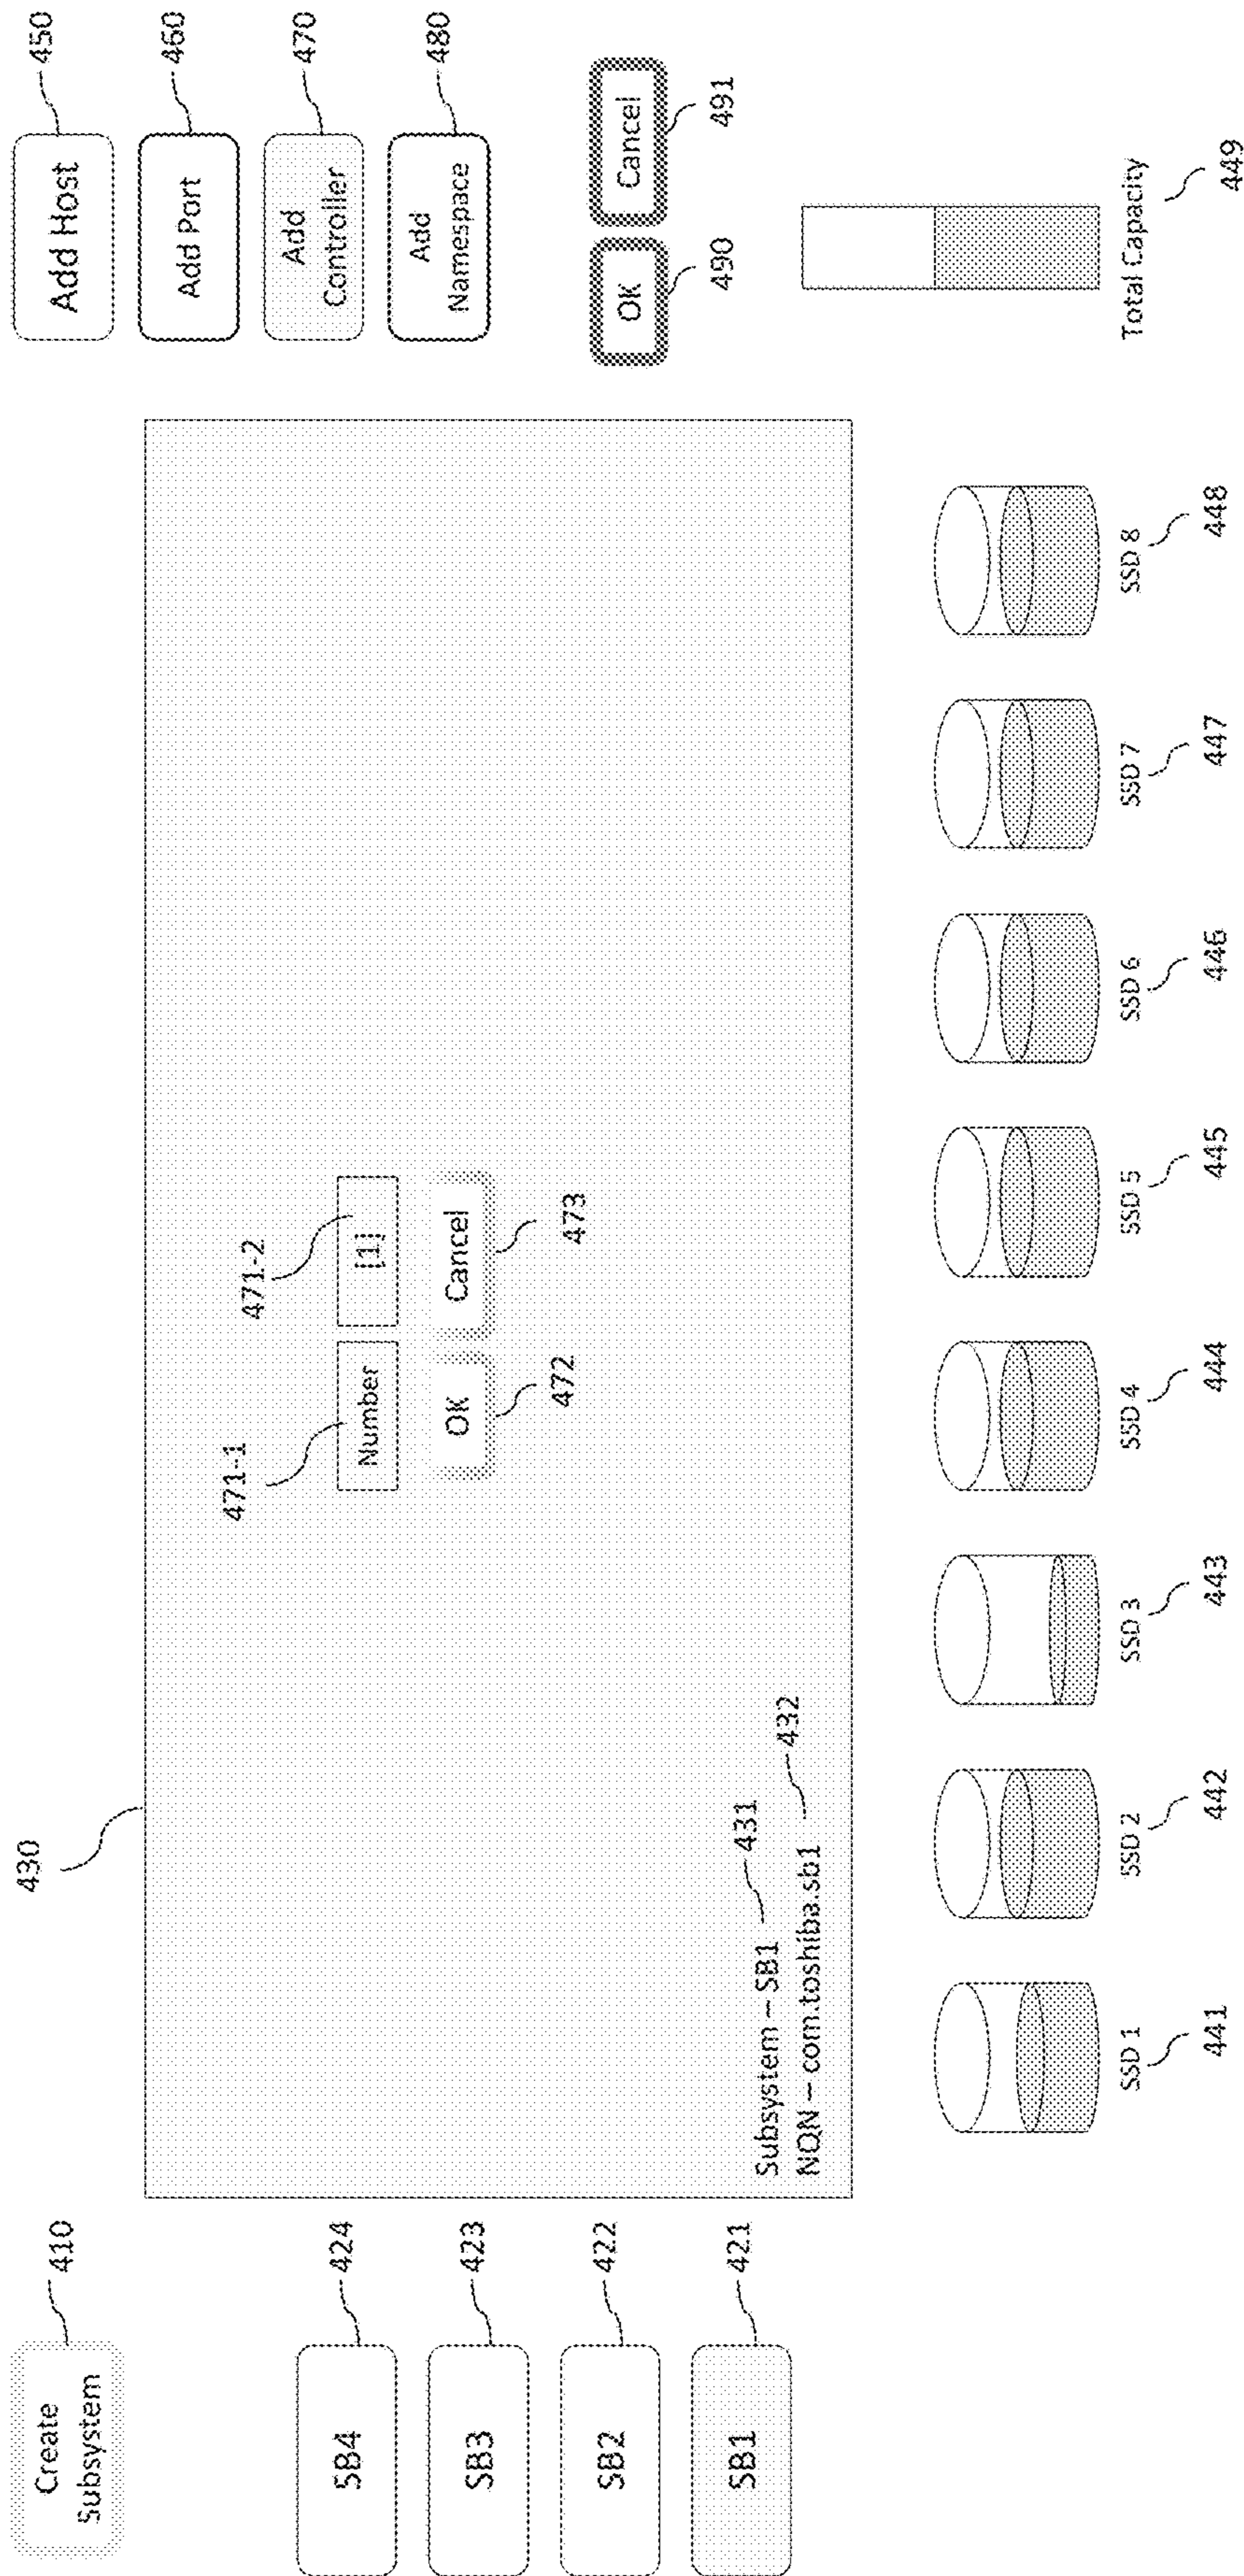 Create
Subsystem
410
SB4
424
SB3
423
SB2
422
SB1
421
430
471-1
471-2
Number
[1]
OK
Cancel
472
473
Subsystem – SB1
431
NQN – com.toshiba.sb1
432
Add Host
450
Add Port
460
Add
Controller
470
Add
Namespace
480
OK
Cancel
490
491
SSD 1
441
SSD 2
442
SSD 3
443
SSD 4
444
SSD 5
445
SSD 6
446
SSD 7
447
SSD 8
448
Total Capacity
449